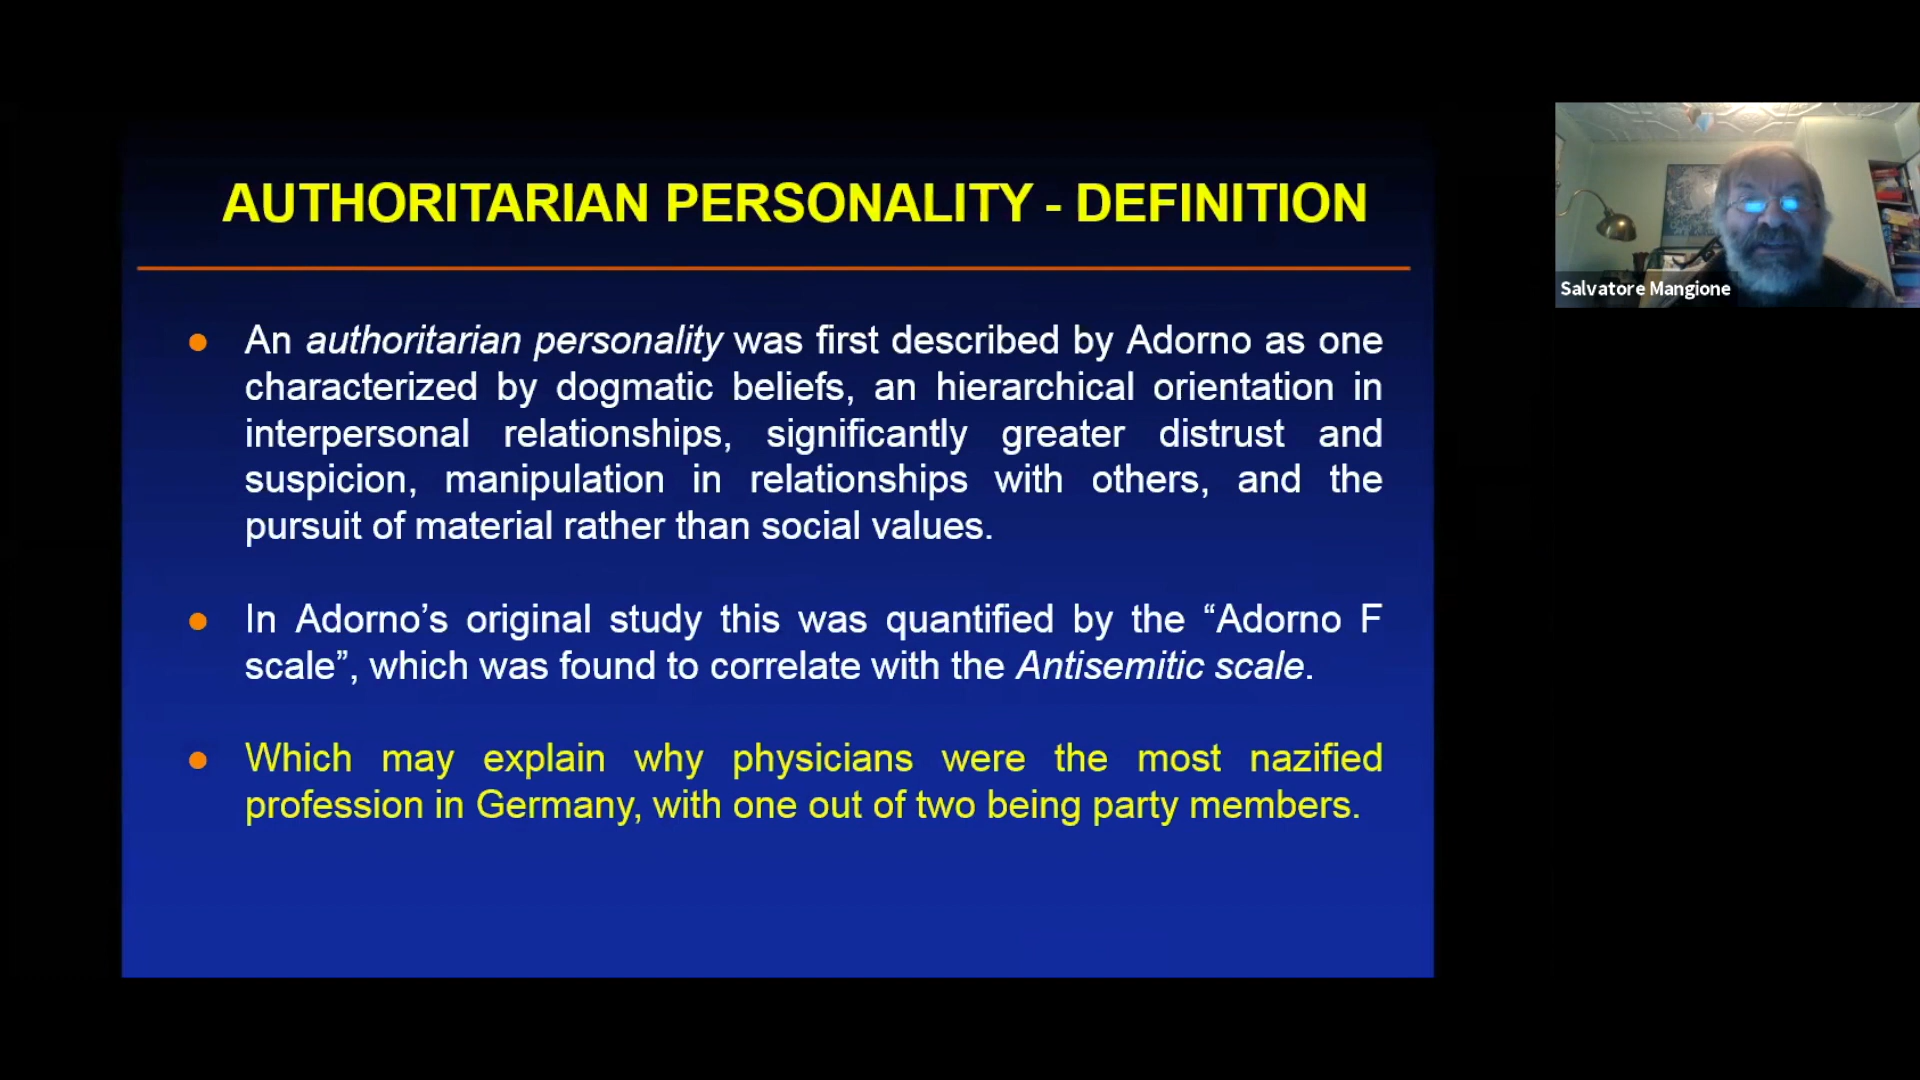 AUTHORITARIAN PERSONALITY - DEFINITION
An authoritarian personality was first described by Adorno as one
characterized by dogmatic beliefs, an hierarchical orientation in
interpersonal relationships, significantly greater distrust and
suspicion, manipulation in relationships with others, and the
pursuit of material rather than social values.
In Adorno’s original study this was quantified by the “Adorno F
scale”, which was found to correlate with the Antisemitic scale.
Which may explain why physicians were the most nazified
profession in Germany, with one out of two being party members.
Salvatore Mangione